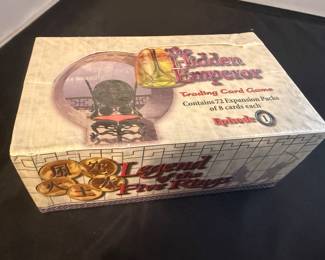 The
Hidden
Emperor
Trading Card Game
Contains 72 Expansion Packs
of 8 cards each
Episode 1
Legend
of the
Five Rings